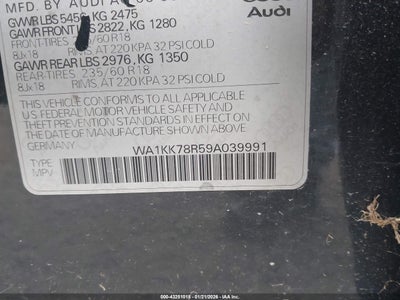 MFD. BY AUDI
Audi
GVWR LBS 5456, KG 2475
GAWR FRONT LBS 2822, KG 1280
FRONT-TIRES: 235/60 R18
8Jx18 RIMS, AT 220 KPA 32 PSI COLD
GAWR REAR LBS 2976, KG 1350
REAR-TIRES: 235/60 R18
8Jx18 RIMS, AT 220 KPA 32 PSI COLD
THIS VEHICLE CONFORMS TO ALL APPLICABLE
U.S FEDERAL MOTOR VEHICLE SAFETY AND
THEFT PREVENTION STANDARDS IN EFFECT ON
THE DATE OF MANUFACTURE SHOWN ABOVE.
GERMANY
WA1KK78R59A039991
TYPE:
MPV
000-43251018 - 01/21/2026 - IAAI.COM